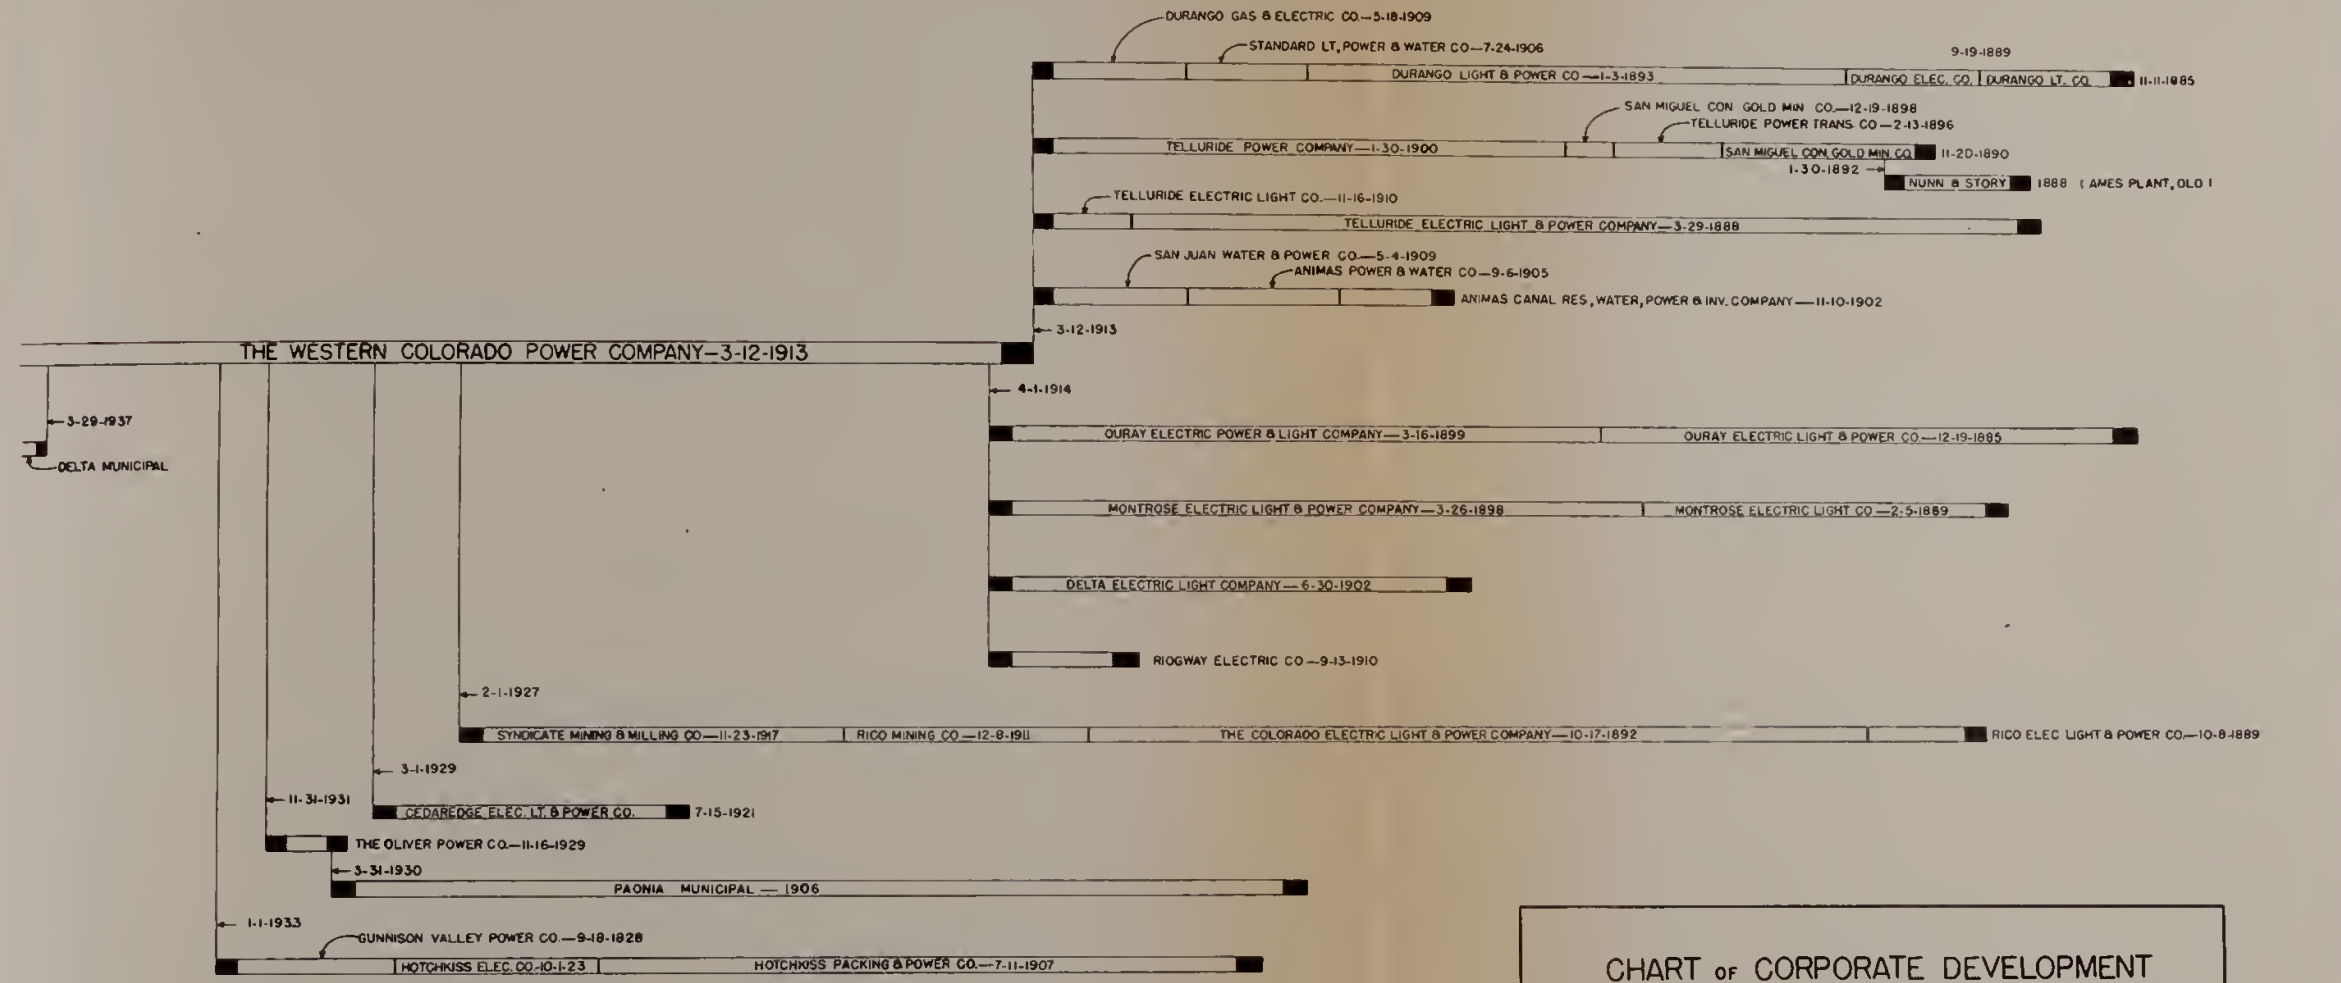 DURANGO GAS & ELECTRIC CO.—5-18-1909
STANDARD LT, POWER & WATER CO—7-24-1906
9-19-1889
DURANGO LIGHT & POWER CO—1-3-1893
DURANGO ELEC. CO.
DURANGO LT. CO
11-11-1885
SAN MIGUEL CON GOLD MIN CO.—12-19-1898
TELLURIDE POWER TRANS CO—2-13-1896
TELLURIDE POWER COMPANY—1-30-1900
SAN MIGUEL CON. GOLD MIN. CO.
11-20-1890
1-30-1892
NUNN & STORY
1888 ( AMES PLANT, OLD )
TELLURIDE ELECTRIC LIGHT CO.—11-16-1910
TELLURIDE ELECTRIC LIGHT & POWER COMPANY—3-29-1888
SAN JUAN WATER & POWER CO.—5-4-1909
ANIMAS POWER & WATER CO—9-6-1905
ANIMAS CANAL RES, WATER, POWER & INV. COMPANY—11-10-1902
3-12-1913
THE WESTERN COLORADO POWER COMPANY—3-12-1913
4-1-1914
3-29-1937
OURAY ELECTRIC POWER & LIGHT COMPANY—3-16-1899
OURAY ELECTRIC LIGHT & POWER CO—12-19-1885
DELTA MUNICIPAL
MONTROSE ELECTRIC LIGHT & POWER COMPANY—3-26-1898
MONTROSE ELECTRIC LIGHT CO—2-5-1889
DELTA ELECTRIC LIGHT COMPANY—6-30-1902
RIDGWAY ELECTRIC CO—9-13-1910
2-1-1927
SYNDICATE MINING & MILLING CO—11-23-1917
RICO MINING CO—12-8-1911
THE COLORADO ELECTRIC LIGHT & POWER COMPANY—10-17-1892
RICO ELEC LIGHT & POWER CO.—10-8-1889
3-1-1929
11-31-1931
CEDAREDGE ELEC. LT. & POWER CO.
7-15-1921
THE OLIVER POWER CO.—11-16-1929
3-31-1930
PAONIA MUNICIPAL — 1906
1-1-1933
GUNNISON VALLEY POWER CO.—9-18-1828
HOTCHKISS ELEC. CO.-10-1-23
HOTCHKISS PACKING & POWER CO.—7-11-1907
CHART OF CORPORATE DEVELOPMENT